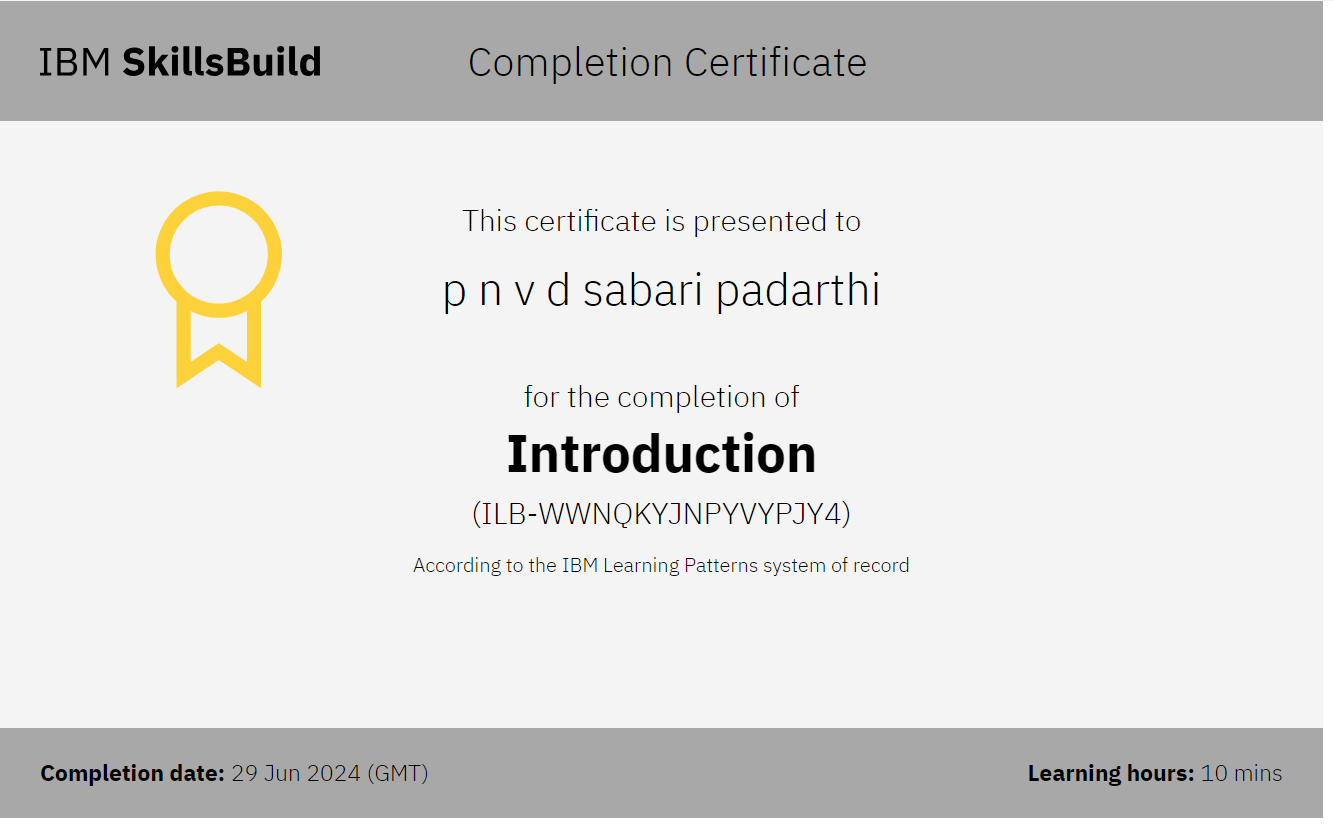 IBM SkillsBuild
Completion Certificate
This certificate is presented to
p n v d sabari padarthi
for the completion of
Introduction
(ILB-WWNQKYJNPYVYPJY4)
According to the IBM Learning Patterns system of record
Completion date: 29 Jun 2024 (GMT)
Learning hours: 10 mins